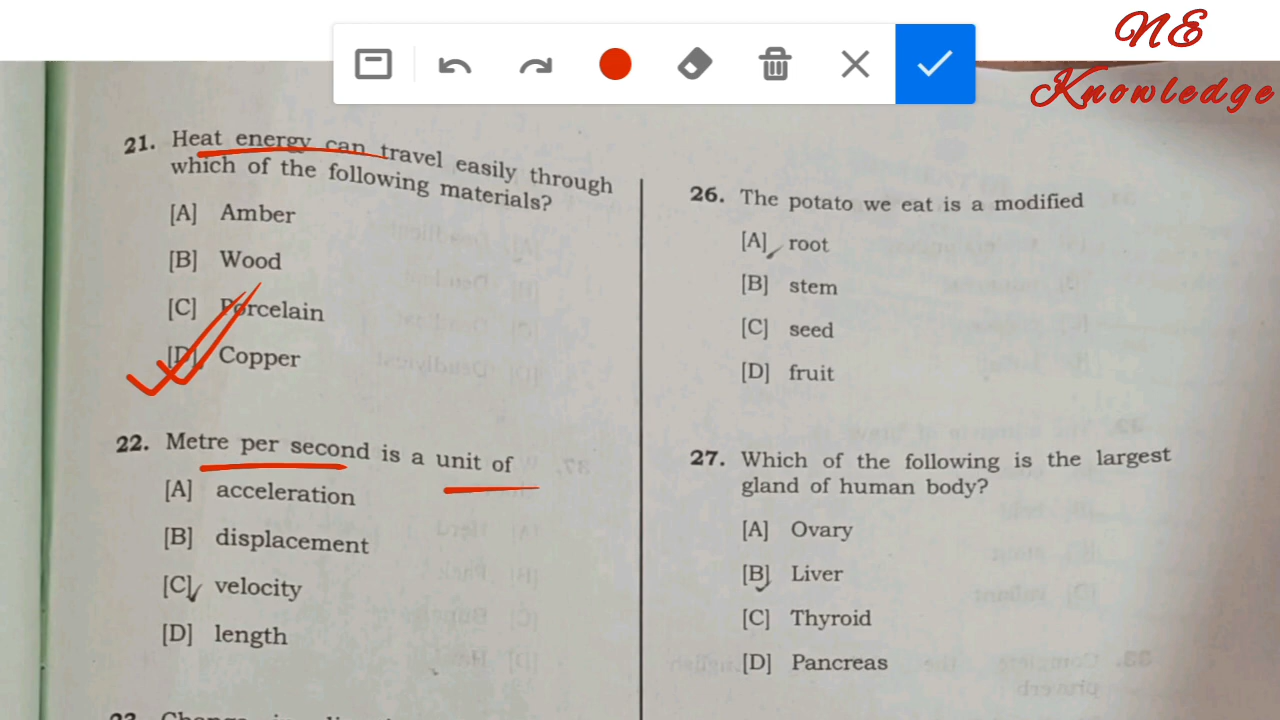 NE
Knowledge
21. Heat energy can travel easily through
which of the following materials?
[A] Amber
[B] Wood
[C] Porcelain
[D] Copper
22. Metre per second is a unit of
[A] acceleration
[B] displacement
[C] velocity
[D] length
26. The potato we eat is a modified
[A] root
[B] stem
[C] seed
[D] fruit
27. Which of the following is the largest
gland of human body?
[A] Ovary
[B] Liver
[C] Thyroid
[D] Pancreas